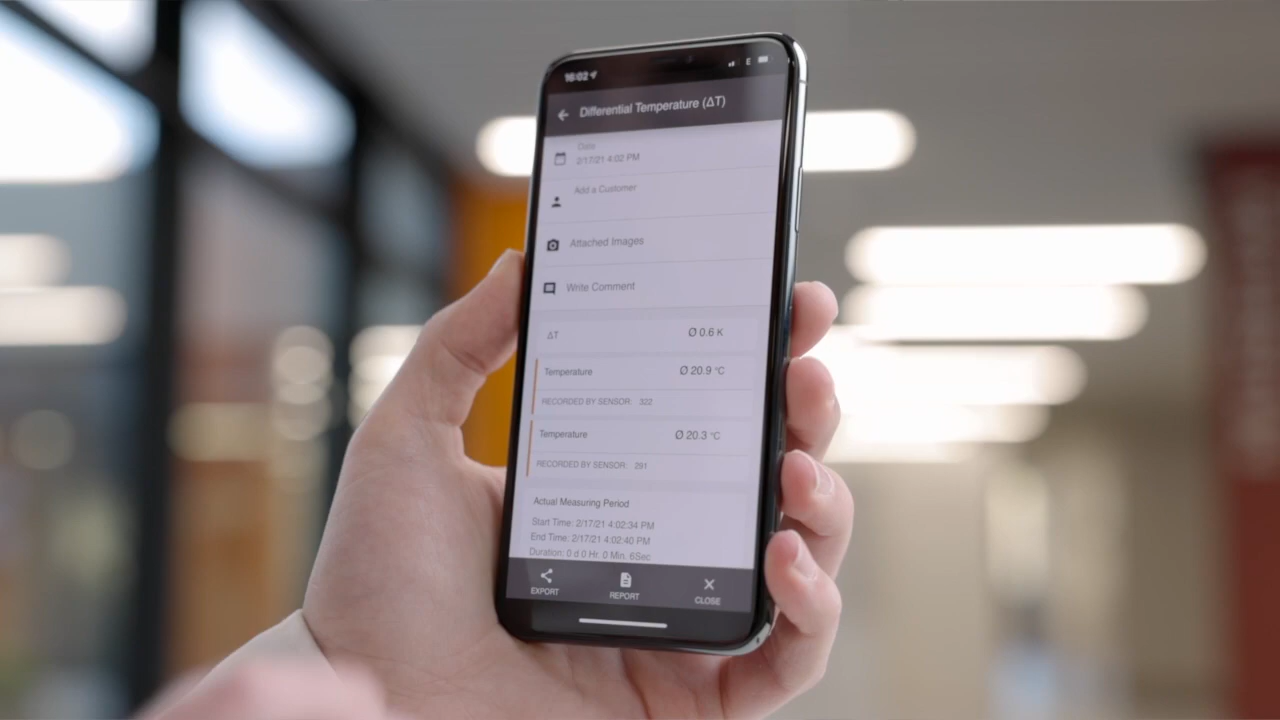 16:02
E
Differential Temperature (ΔT)
Date
2/17/21 4:02 PM
Add a Customer
Attached Images
Write Comment
ΔT Ø 0.6 K
Temperature Ø 20.9 °C
RECORDED BY SENSOR: 322
Temperature Ø 20.3 °C
RECORDED BY SENSOR: 291
Actual Measuring Period
Start Time: 2/17/21 4:02:34 PM
End Time: 2/17/21 4:02:40 PM
Duration: 0 d 0 Hr. 0 Min. 6Sec.
EXPORT REPORT CLOSE